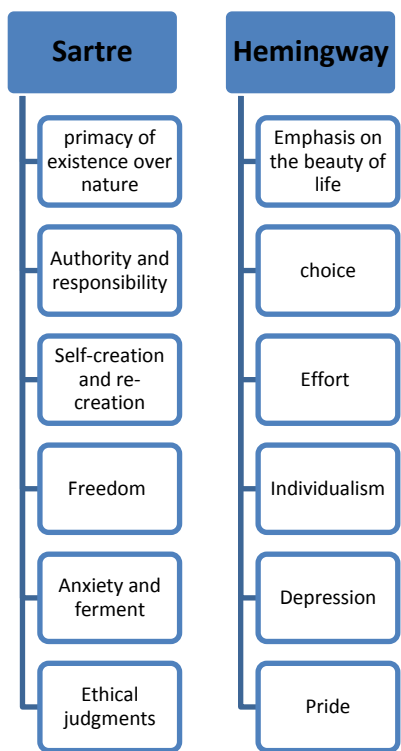 Sartre
primacy of
existence over
nature
Authority and
responsibility
Self-creation
and re-
creation
Freedom
Anxiety and
ferment
Ethical
judgments
Hemingway
Emphasis on
the beauty of
life
choice
Effort
Individualism
Depression
Pride